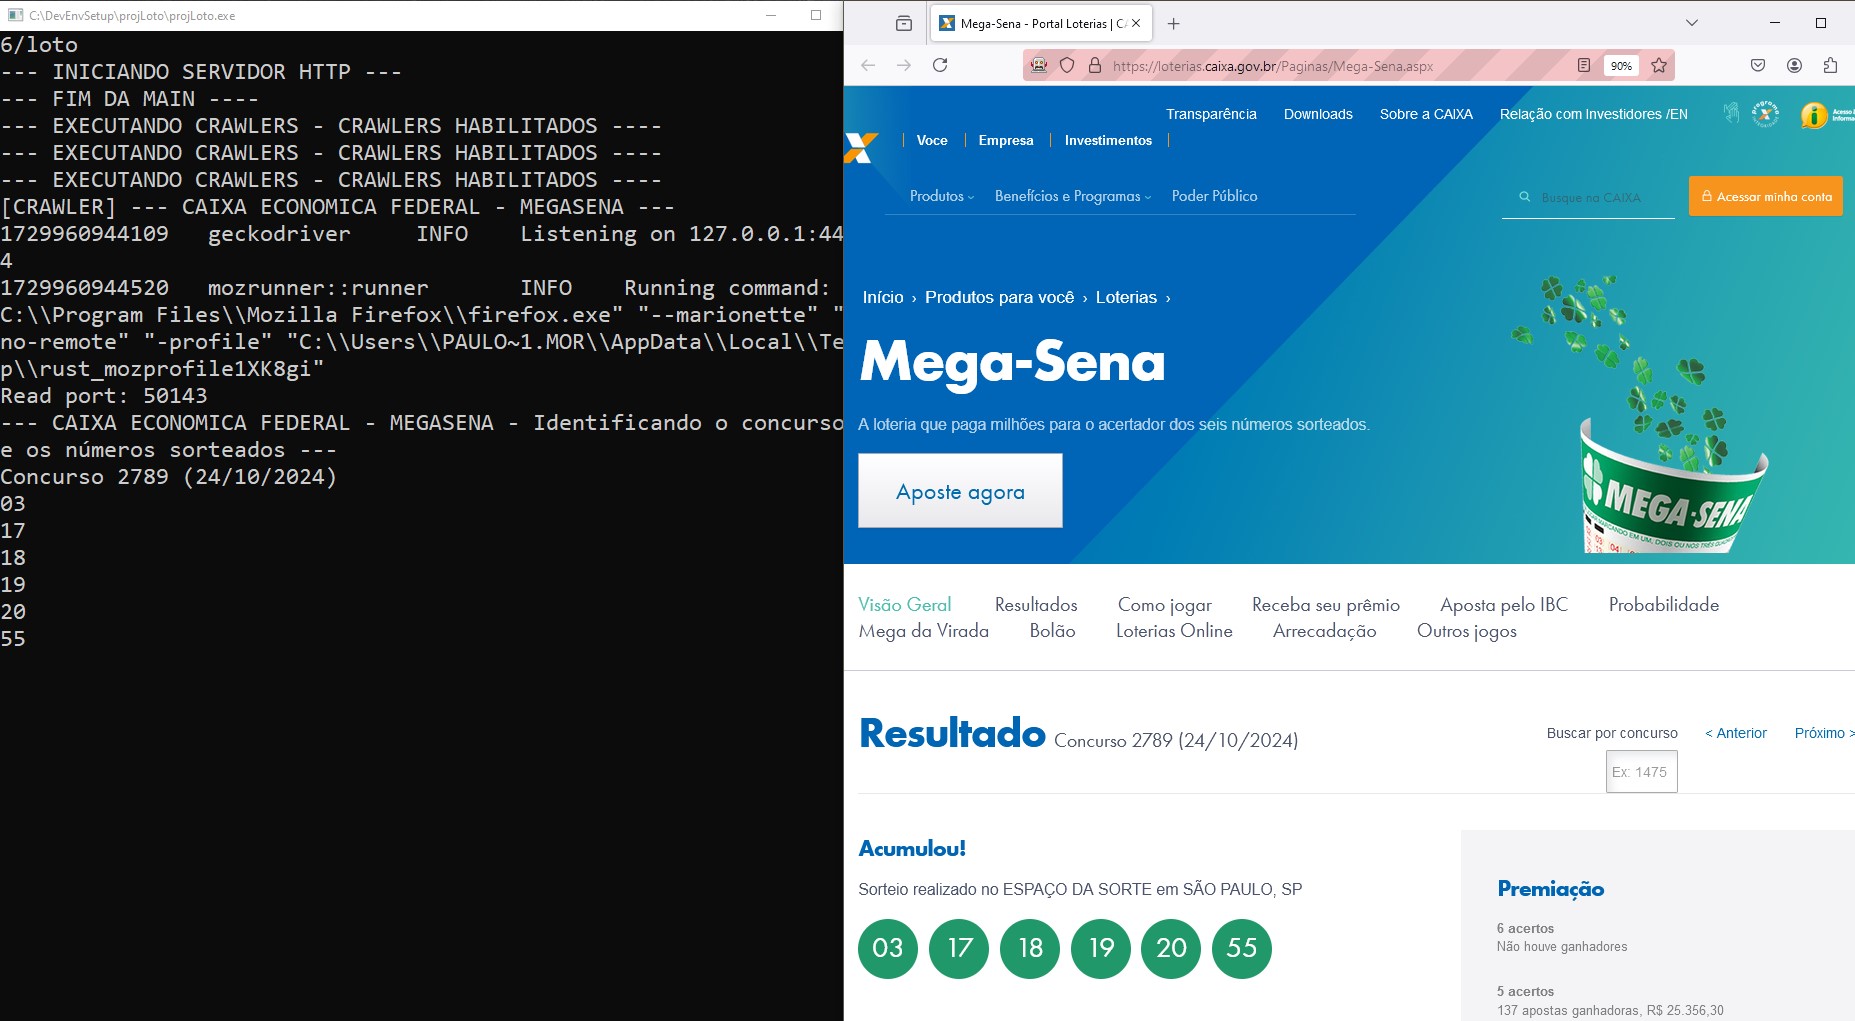 C:\DevEnvSetup\projLoto\projLoto.exe
6/loto
--- INICIANDO SERVIDOR HTTP ---
--- FIM DA MAIN ----
--- EXECUTANDO CRAWLERS - CRAWLERS HABILITADOS ----
--- EXECUTANDO CRAWLERS - CRAWLERS HABILITADOS ----
--- EXECUTANDO CRAWLERS - CRAWLERS HABILITADOS ----
[CRAWLER] --- CAIXA ECONOMICA FEDERAL - MEGASENA ---
1729960944109 geckodriver INFO Listening on 127.0.0.1:44
4
1729960944520 mozrunner::runner INFO Running command:
C:\\Program Files\\Mozilla Firefox\\firefox.exe" "--marionette" "
no-remote" "-profile" "C:\\Users\\PAULO~1.MOR\\AppData\\Local\\Te
p\\rust_mozprofile1XK8gi"
Read port: 50143
--- CAIXA ECONOMICA FEDERAL - MEGASENA - Identificando o concurso
e os números sorteados ---
Concurso 2789 (24/10/2024)
03
17
18
19
20
55
Mega-Sena - Portal Loterias | CA
https://loterias.caixa.gov.br/Paginas/Mega-Sena.aspx
90%
Transparência Downloads Sobre a CAIXA Relação com Investidores /EN
Voce Empresa Investimentos
Produtos Benefícios e Programas Poder Público
Busque na CAIXA
Acessar minha conta
Início › Produtos para você › Loterias ›
Mega-Sena
A loteria que paga milhões para o acertador dos seis números sorteados.
Aposte agora
MEGA-SENA
Visão Geral Resultados Como jogar Receba seu prêmio Aposta pelo IBC Probabilidade
Mega da Virada Bolão Loterias Online Arrecadação Outros jogos
Resultado Concurso 2789 (24/10/2024)
Buscar por concurso < Anterior Próximo >
Ex: 1475
Acumulou!
Sorteio realizado no ESPAÇO DA SORTE em SÃO PAULO, SP
03 17 18 19 20 55
Premiação
6 acertos
Não houve ganhadores
5 acertos
137 apostas ganhadoras, R$ 25.356,30